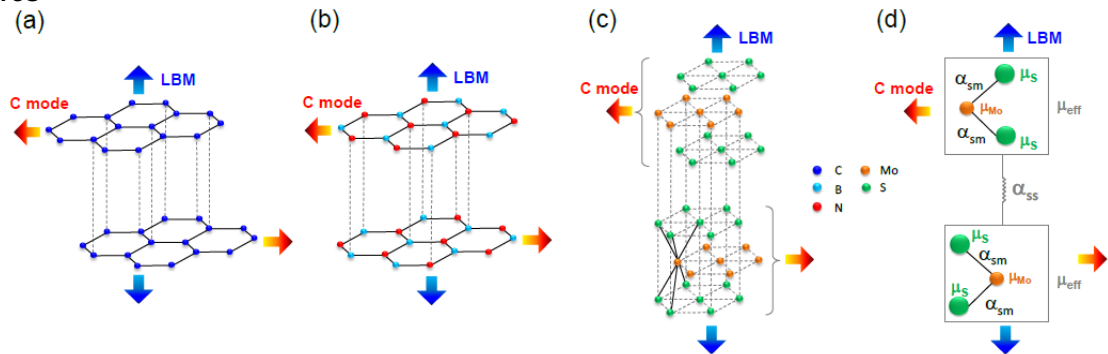 (a)
LBM
C mode
(b)
LBM
C mode
(c)
LBM
C mode
C
B
N
Mo
S
(d)
LBM
C mode
μS
αsm
μMo
αsm
μS
μeff
αss
μS
αsm
μMo
μS
αsm
μeff